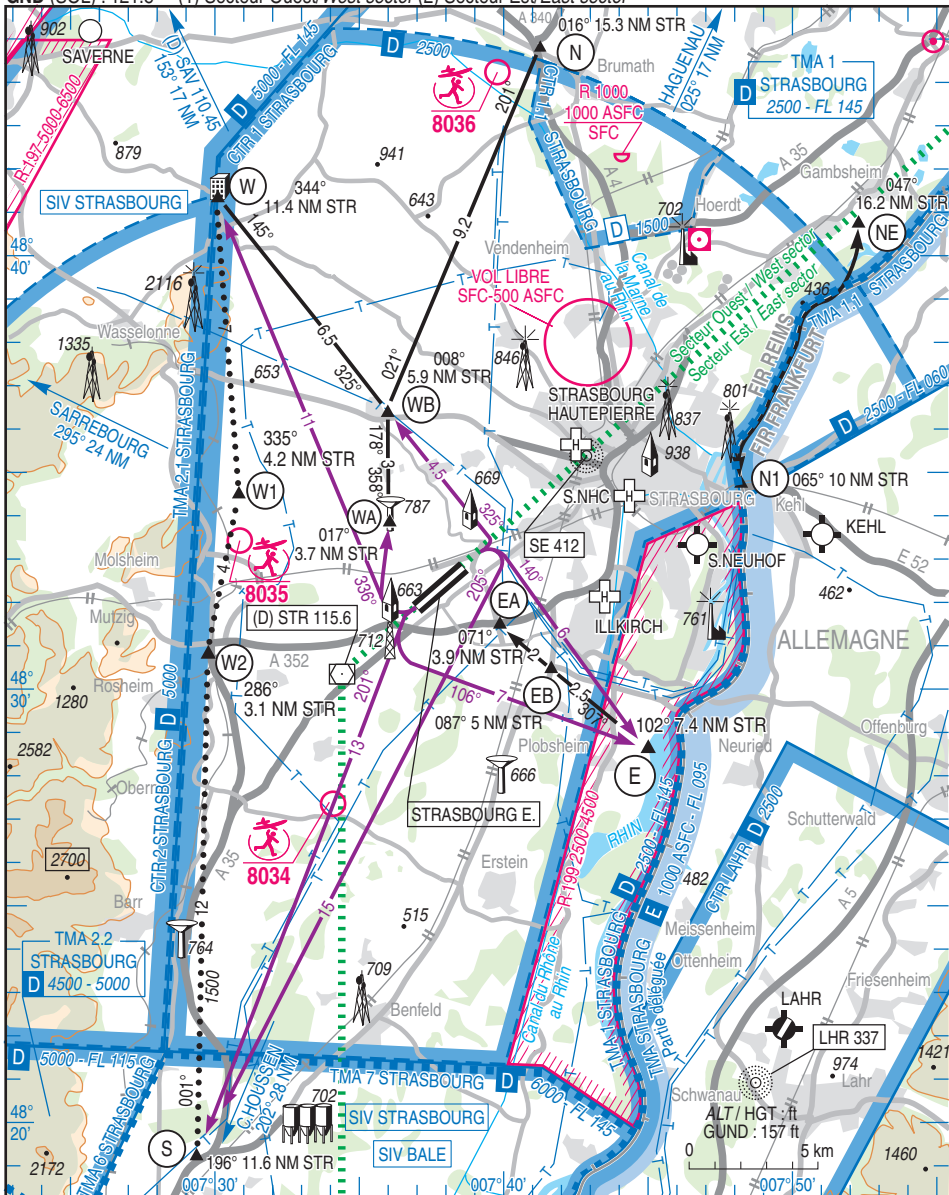 GND (SOL) : 121.8 (1) Secteur Ouest/West sector (2) Secteur Est/East sector
902
SAVERNE
(D) SAV 110.45
153° 17 NM
D
5000 - FL 145
CTR 1 STRASBOURG
D
2500
A 340
016° 15.3 NM STR
N
Brumath
HAGUENAU
025° 17 NM
TMA 1
D
STRASBOURG
2500 - FL 145
R-197-5000-6500
8036
201°
CTR 1.1
STRASBOURG
R 1000
1000 ASFC
SFC
A 4
A 35
Gambsheim
879
941
643
SIV STRASBOURG
W
344°
11.4 NM STR
145°
9.2
Vendenheim
D
1500
702
Hoerdt
047°
16.2 NM STR
NE
48°
40'
2116
Wasselonne
VOL LIBRE
SFC-500 ASFC
Canal de
la Marne
au Rhin
Secteur Ouest / West sector
Secteur Est / East sector
436
TMA 1.1
STRASBOURG
FIR REIMS
FIR FRANKFURT
1335
6.5
325°
021°
008°
5.9 NM STR
WB
846
653
SARREBOURG
295° 24 NM
TMA 2.1 STRASBOURG
11
STRASBOURG
HAUTEPIERRE
837
801
938
D
2500 - FL 060
335°
4.2 NM STR
W1
178°
3
358°
4.5
669
325°
S.NHC
STRASBOURG
N1
065° 10 NM STR
Kehl
WA
787
017°
3.7 NM STR
SE 412
KEHL
E 52
Molsheim
8035
4
336°
663
205°
140°
S.NEUHOF
462
Mutzig
(D) STR 115.6
712
EA
6
ILLKIRCH
761
ALLEMAGNE
W2
A 352
071°
3.9 NM STR
2
48°
30'
Rosheim
1280
286°
3.1 NM STR
201°
106°
7
EB
2.5
307°
087° 5 NM STR
102° 7.4 NM STR
Offenburg
2582
D
5000
CTR 2 STRASBOURG
Obern
13
Plobsheim
E
Neuried
666
STRASBOURG E.
RHIN
R-199-2500-4500
D
2500 - FL 145
E
1000 ASFC - FL 095
CTR LAHR
D
2500
Schutterwald
2700
A 35
8034
Erstein
Barr
15
515
482
A 5
Meissenheim
Ottenheim
12
764
1500
TMA 2.2
STRASBOURG
D
4500 - 5000
709
Benfeld
Canal du Rhône
au Rhin
TMA 1 STRASBOURG
TMA STRASBOURG
Partie déléguée
Friesenheim
LAHR
LHR 337
D
5000 - FL 115
TMA 7 STRASBOURG
D
6000 - FL 145
974
Lahr
1421
001°
C.HOUSSEN
202° 28 NM
702
SIV STRASBOURG
SIV BALE
Schwanau
ALT / HGT : ft
GUND : 157 ft
48°
20'
TMA 6 STRASBOURG
S
196° 11.6 NM STR
2172
0
5 km
1460
007°30'
007°40'
007°50'